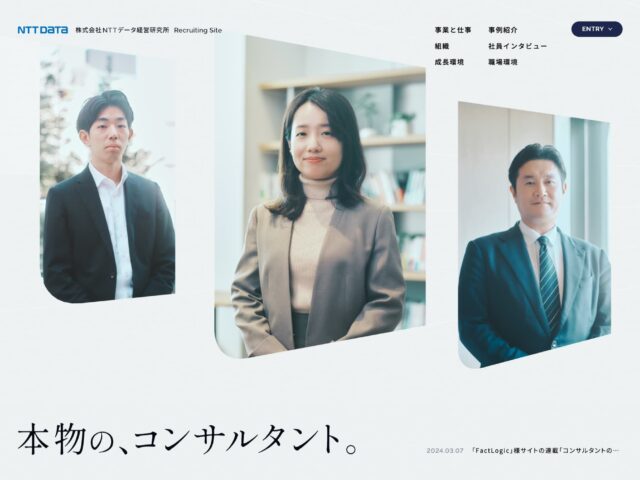 NTT DATA 株式会社NTTデータ経営研究所 Recruiting Site
事業と仕事 事例紹介
組織 社員インタビュー
成長環境 職場環境
ENTRY
本物の、コンサルタント。
2024.03.07 「FactLogic」様サイトの連載「コンサルタントの…